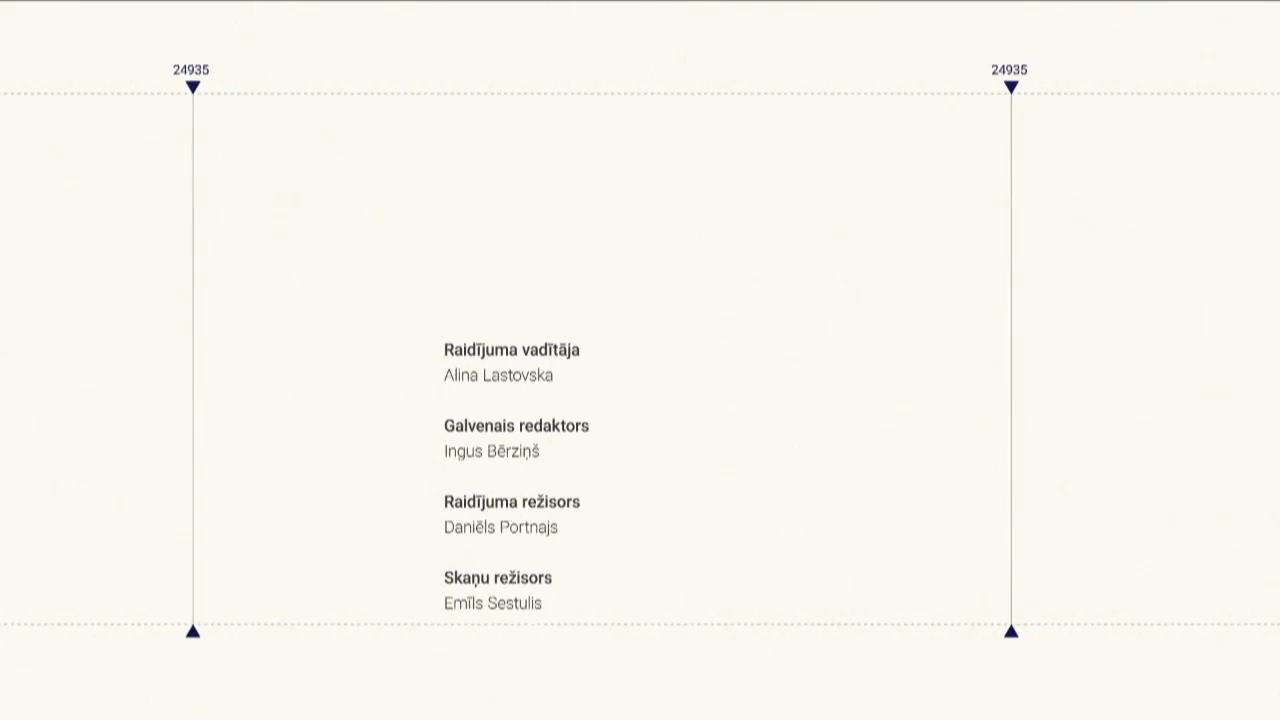 24935 24935
Raidījuma vadītāja
Alina Lastovska
Galvenais redaktors
Ingus Bērziņš
Raidījuma režisors
Daniēls Portnajs
Skaņu režisors
Emīls Sestulis